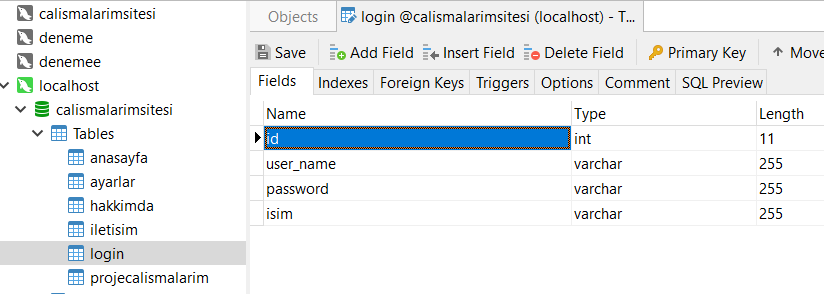 calismalarimsitesi
deneme
denemee
localhost
calismalarimsitesi
Tables
anasayfa
ayarlar
hakkimda
iletisim
login
projecalismalarim
Objects login @calismalarimsitesi (localhost) - T...
Save Add Field Insert Field Delete Field Primary Key Move
Fields Indexes Foreign Keys Triggers Options Comment SQL Preview
Name Type Length
id int 11
user_name varchar 255
password varchar 255
isim varchar 255